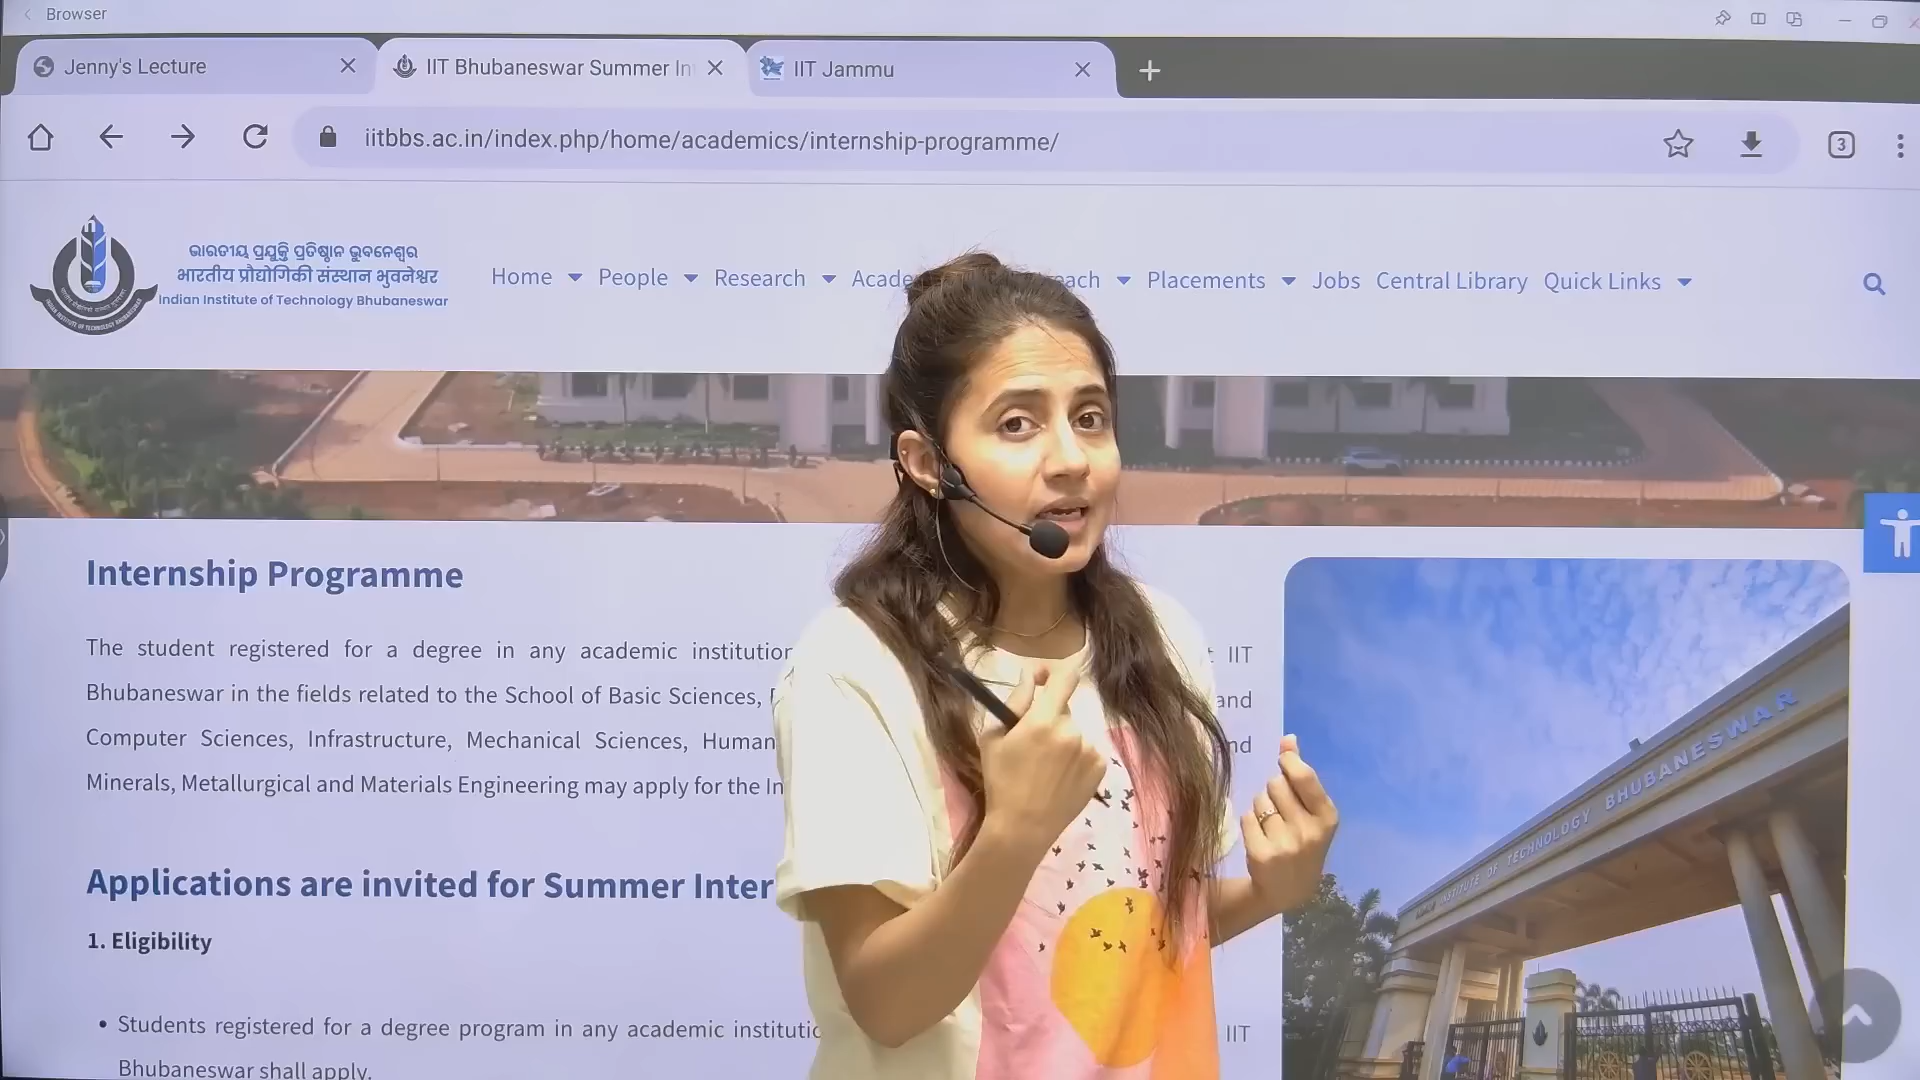 Browser
Jenny's Lecture
IIT Bhubaneswar Summer In
IIT Jammu
iitbbs.ac.in/index.php/home/academics/internship-programme/
3
ଭାରତୀୟ ପ୍ରଯୁକ୍ତି ପ୍ରତିଷ୍ଠାନ ଭୁବନେଶ୍ୱର
भारतीय प्रौद्योगिकी संस्थान भुवनेश्वर
Indian Institute of Technology Bhubaneswar
Home People Research Acade each Placements Jobs Central Library Quick Links
Internship Programme
The student registered for a degree in any academic institution t IIT
Bhubaneswar in the fields related to the School of Basic Sciences, and
Computer Sciences, Infrastructure, Mechanical Sciences, Human nd
Minerals, Metallurgical and Materials Engineering may apply for the In
Applications are invited for Summer Inter
1. Eligibility
• Students registered for a degree program in any academic institutio IIT
Bhubaneswar shall apply.
INSTITUTE OF TECHNOLOGY BHUBANESWAR